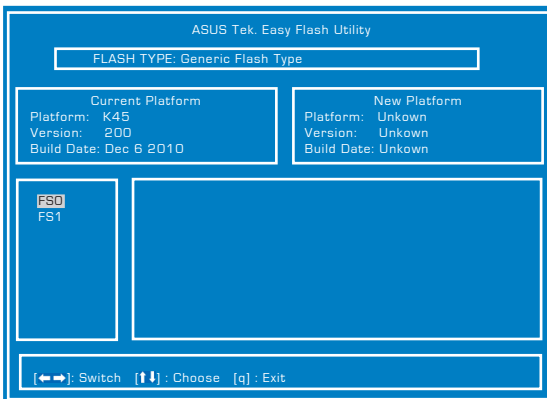 ASUS Tek. Easy Flash Utility
FLASH TYPE: Generic Flash Type
Current Platform
Platform: K45
Version: 200
Build Date: Dec 6 2010
New Platform
Platform: Unkown
Version: Unkown
Build Date: Unkown
FS0
FS1
[←→]: Switch [↑↓] : Choose [q] : Exit